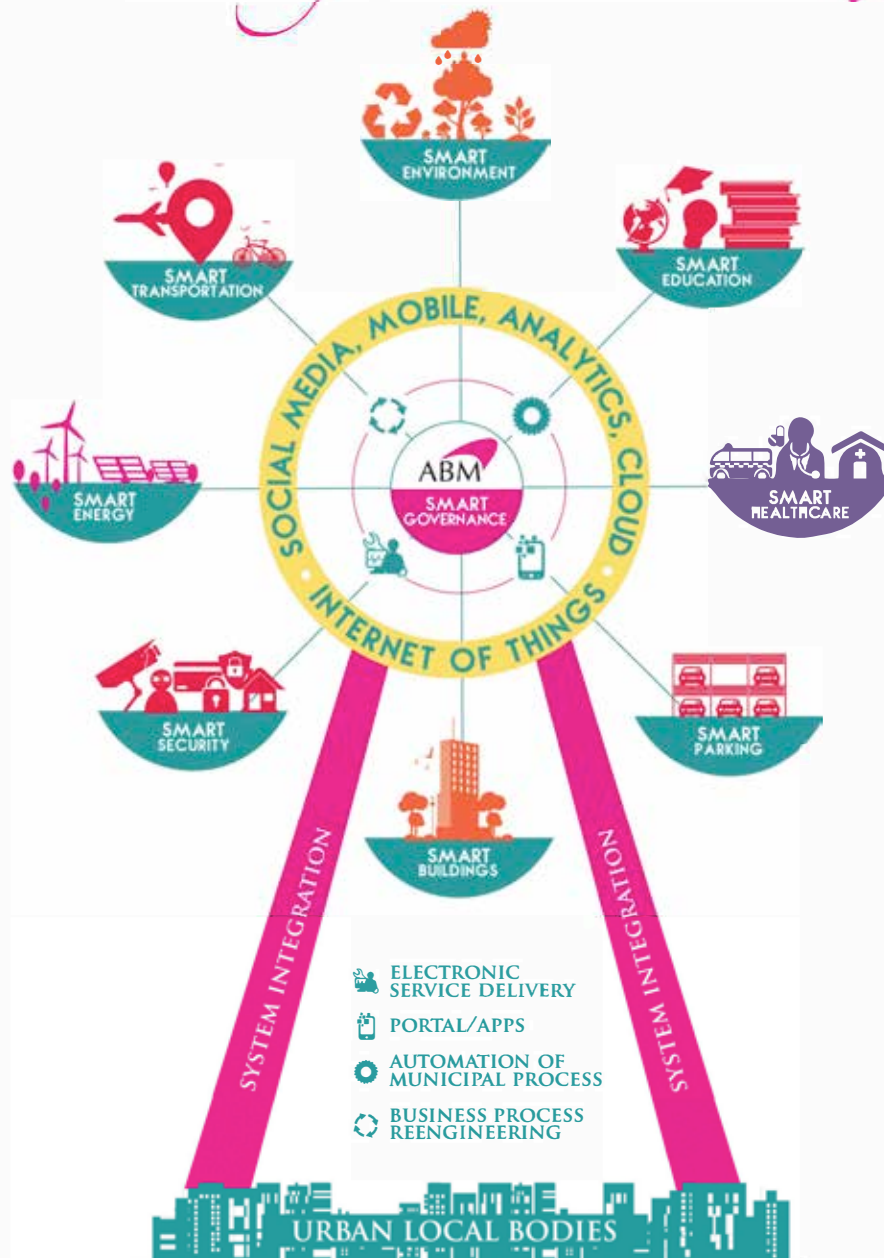 SMART
ENVIRONMENT
SMART
TRANSPORTATION
SMART
EDUCATION
SOCIAL MEDIA, MOBILE, ANALYTICS, CLOUD
ABM
SMART
GOVERNANCE
SMART
ENERGY
SMART
HEALTHCARE
• INTERNET OF THINGS •
SMART
SECURITY
SMART
PARKING
SMART
BUILDINGS
SYSTEM INTEGRATION
SYSTEM INTEGRATION
ELECTRONIC
SERVICE DELIVERY
PORTAL/APPS
AUTOMATION OF
MUNICIPAL PROCESS
BUSINESS PROCESS
REENGINEERING
URBAN LOCAL BODIES